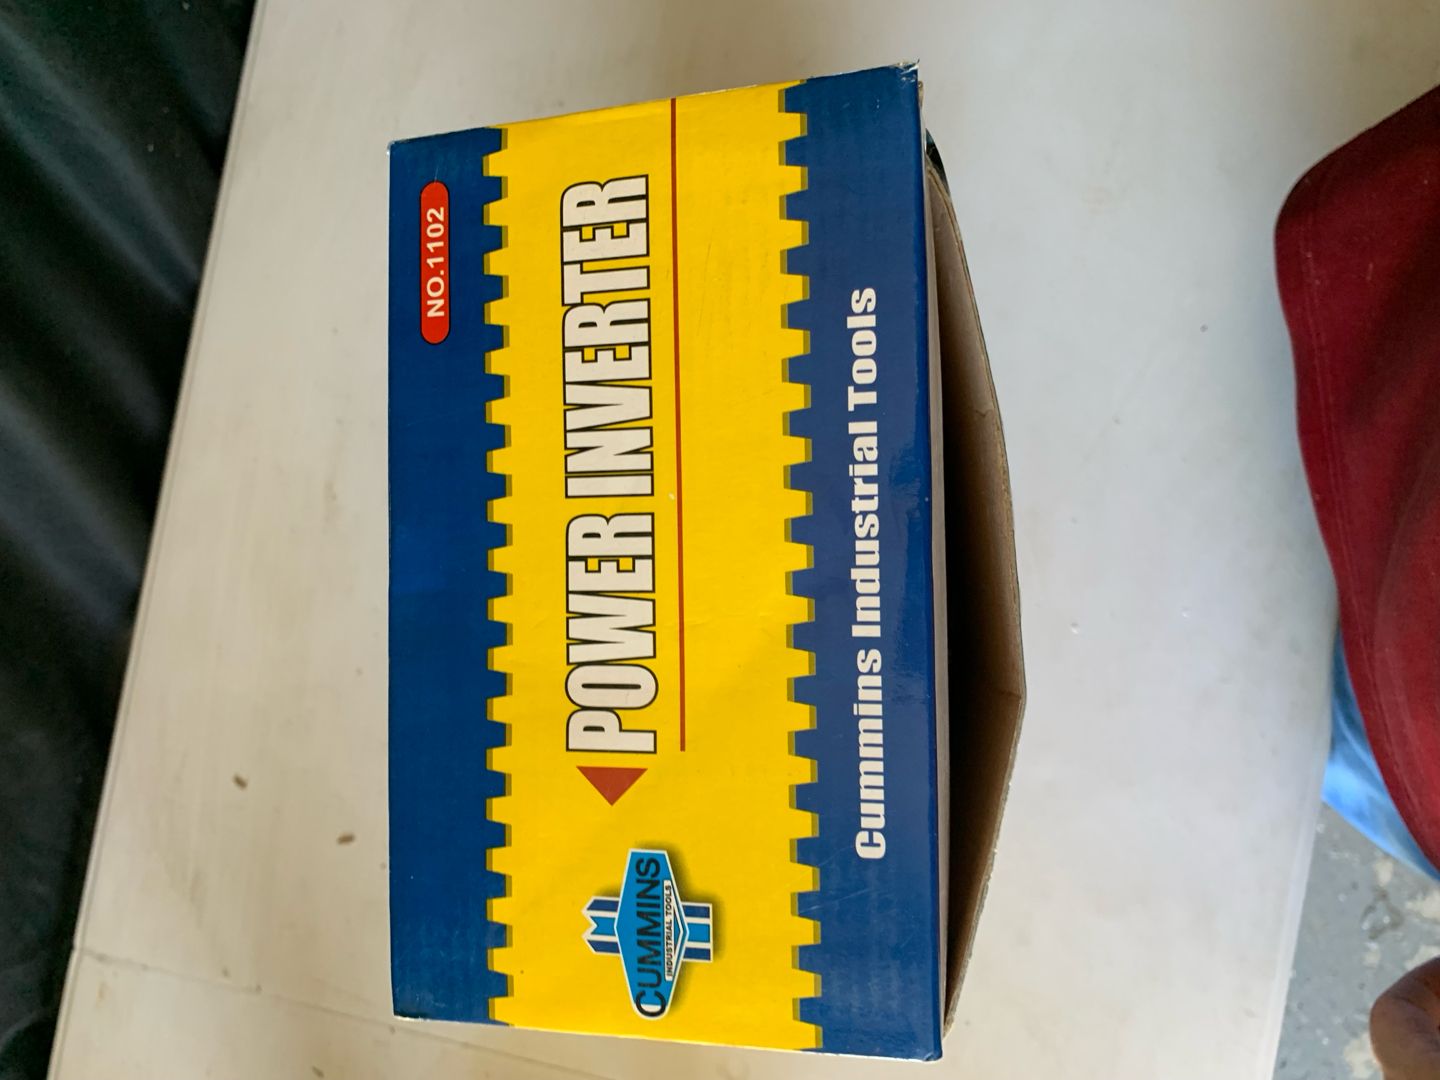 NO.1102
POWER INVERTER
CUMMINS
INDUSTRIAL TOOLS
Cummins Industrial Tools